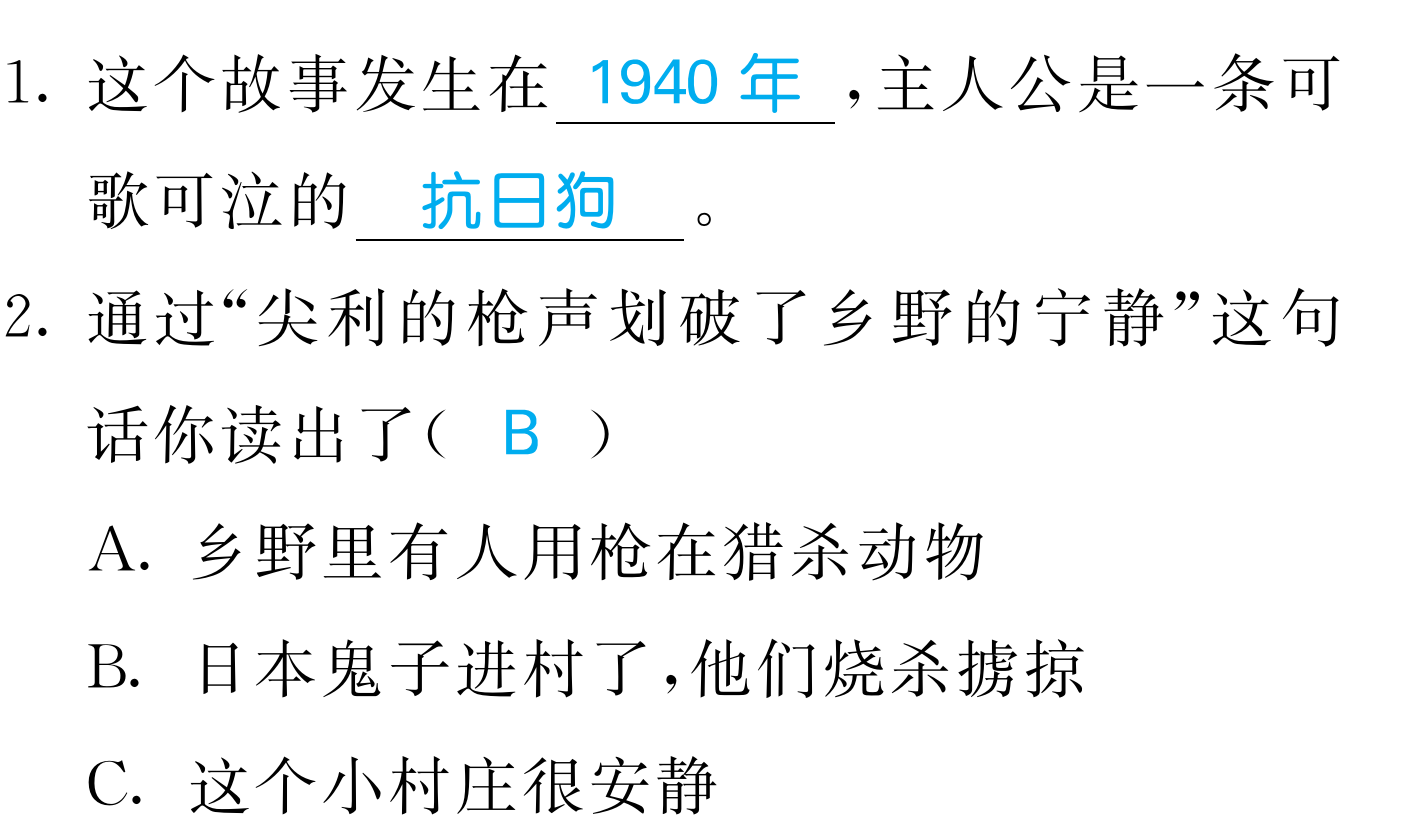 1. 这个故事发生在 1940 年 ,主人公是一条可
歌可泣的 抗日狗 。
2. 通过“尖利的枪声划破了乡野的宁静”这句
话你读出了( B )
A. 乡野里有人用枪在猎杀动物
B. 日本鬼子进村了,他们烧杀掳掠
C. 这个小村庄很安静